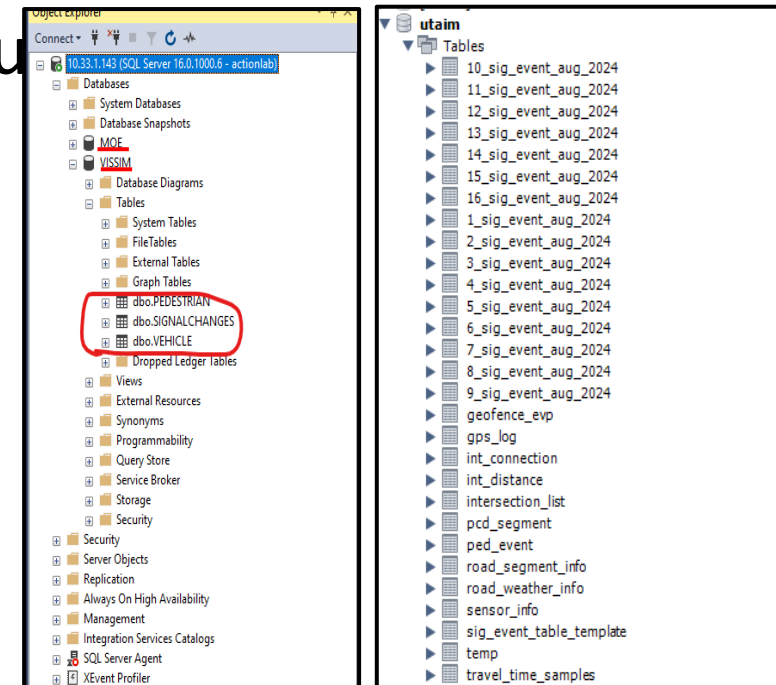 Object Explorer
Connect
10.33.1.143 (SQL Server 16.0.1000.6 - actionlab)
Databases
System Databases
Database Snapshots
MOE
VISSIM
Database Diagrams
Tables
System Tables
FileTables
External Tables
Graph Tables
dbo.PEDESTRIAN
dbo.SIGNALCHANGES
dbo.VEHICLE
Dropped Ledger Tables
Views
External Resources
Synonyms
Programmability
Query Store
Service Broker
Storage
Security
Security
Server Objects
Replication
Always On High Availability
Management
Integration Services Catalogs
SQL Server Agent
XEvent Profiler
utaim
Tables
10_sig_event_aug_2024
11_sig_event_aug_2024
12_sig_event_aug_2024
13_sig_event_aug_2024
14_sig_event_aug_2024
15_sig_event_aug_2024
16_sig_event_aug_2024
1_sig_event_aug_2024
2_sig_event_aug_2024
3_sig_event_aug_2024
4_sig_event_aug_2024
5_sig_event_aug_2024
6_sig_event_aug_2024
7_sig_event_aug_2024
8_sig_event_aug_2024
9_sig_event_aug_2024
geofence_evp
gps_log
int_connection
int_distance
intersection_list
pcd_segment
ped_event
road_segment_info
road_weather_info
sensor_info
sig_event_table_template
temp
travel_time_samples